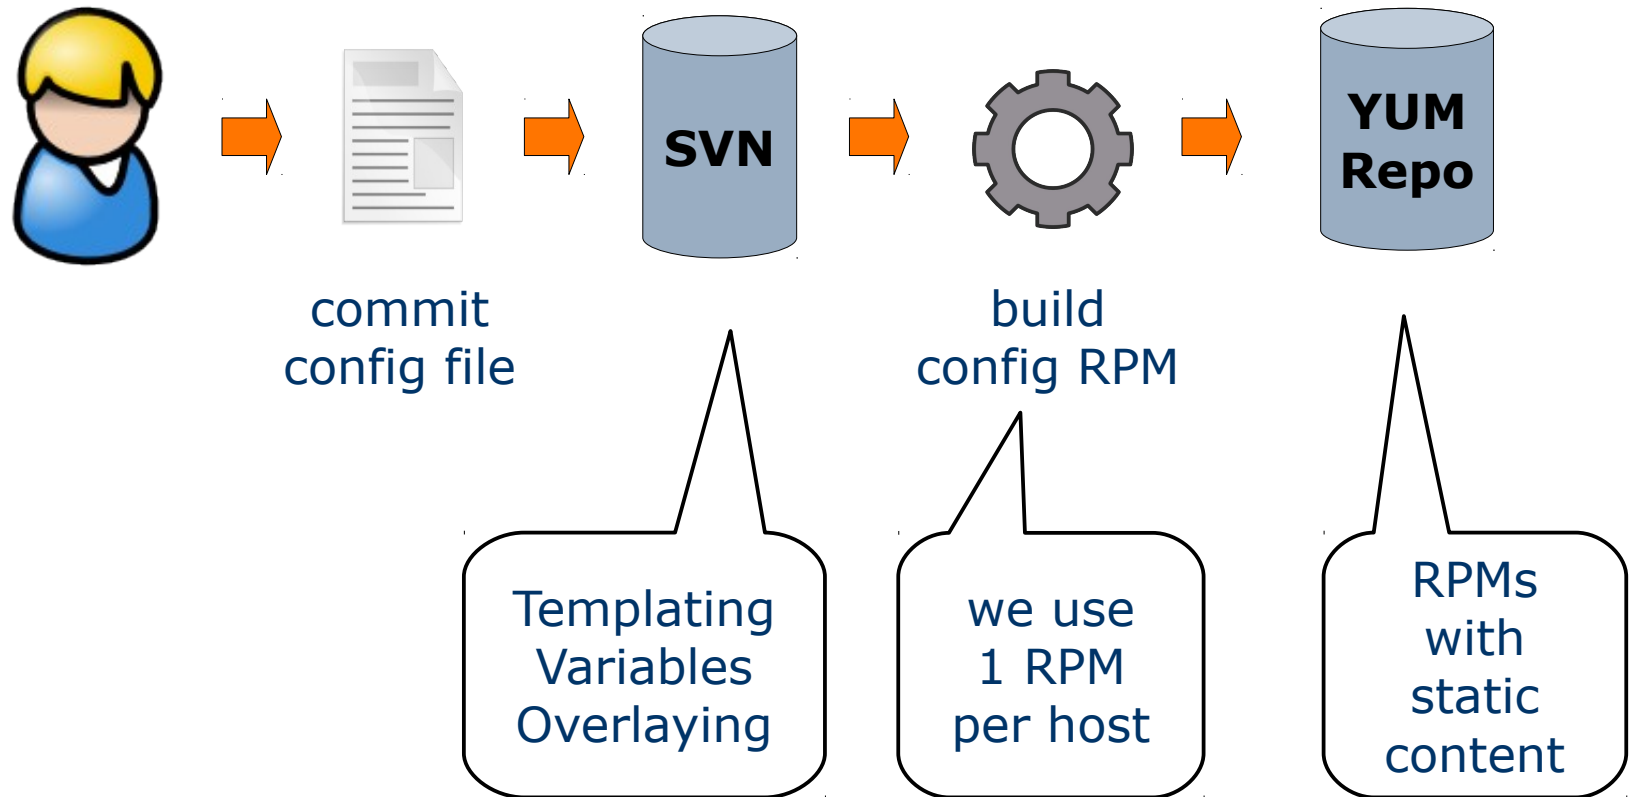 SVN
YUM
Repo
commit
config file
build
config RPM
Templating
Variables
Overlaying
we use
1 RPM
per host
RPMs
with
static
content